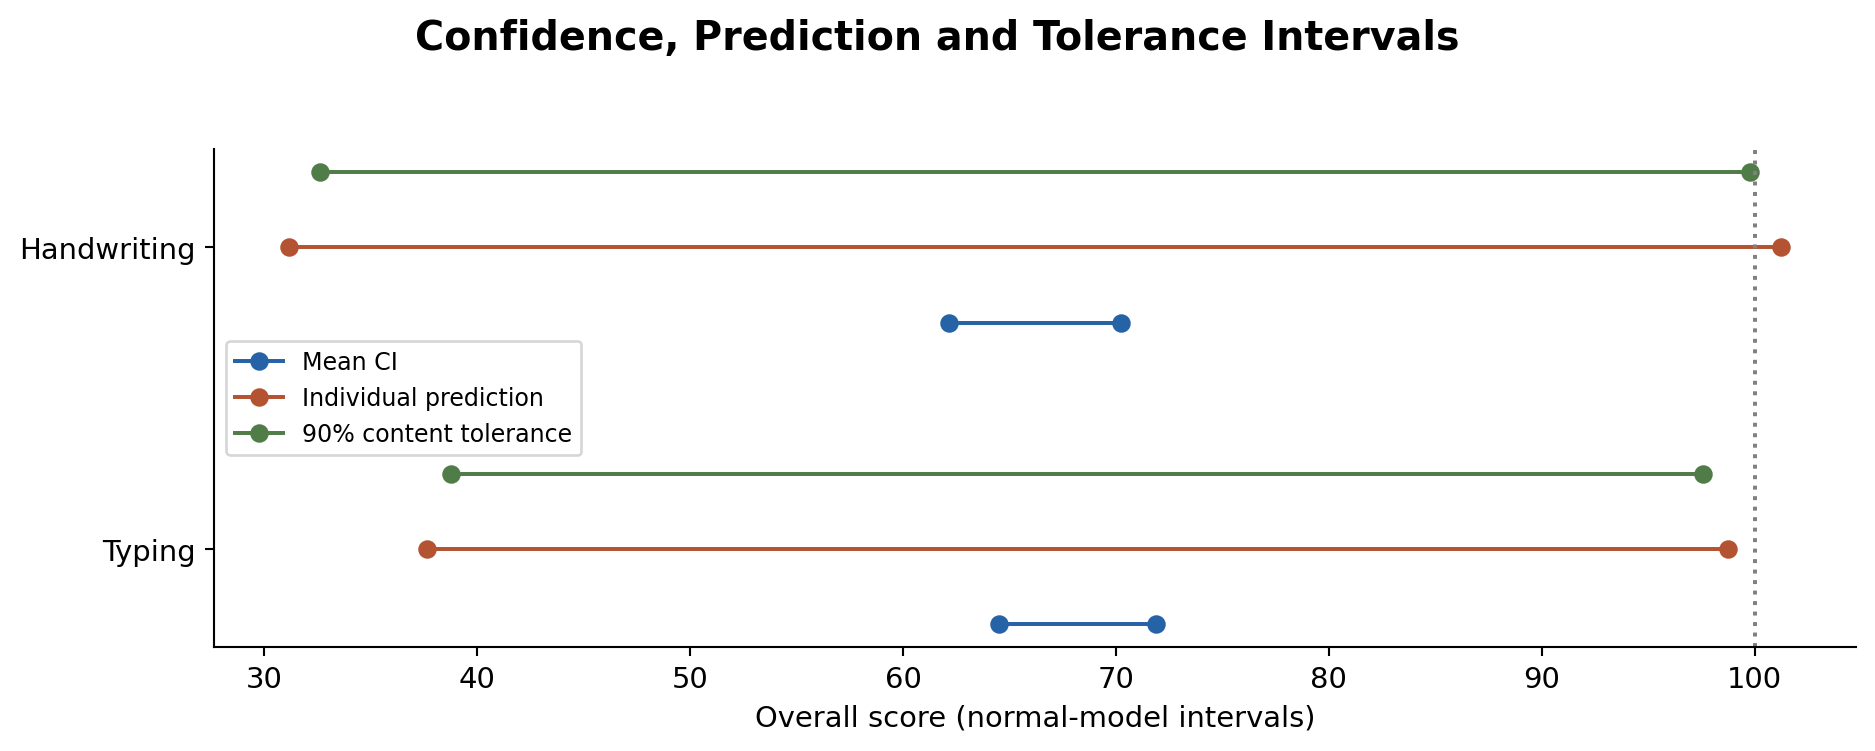 Confidence, Prediction and Tolerance Intervals
Handwriting
Mean CI
Individual prediction
90% content tolerance
Typing
30 40 50 60 70 80 90 100
Overall score (normal-model intervals)